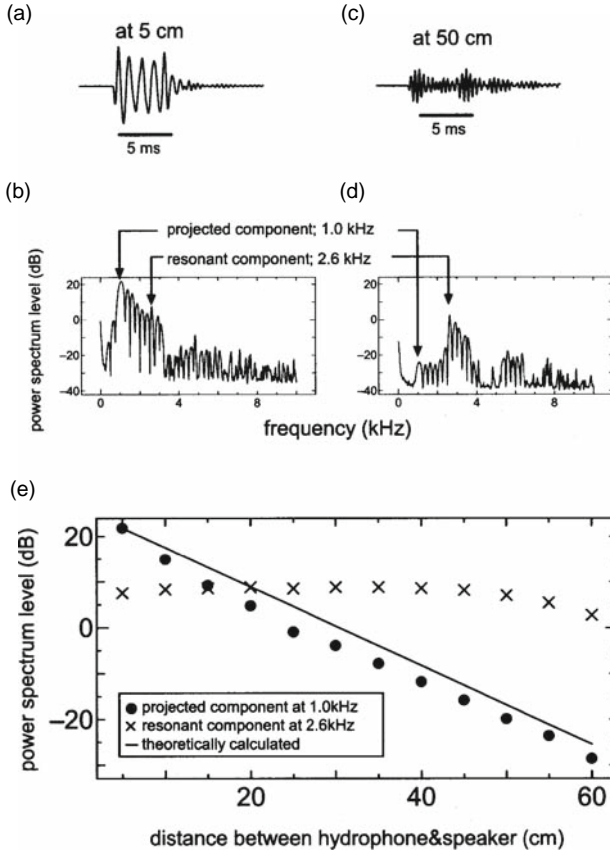 (a)
(c)
at 5 cm
at 50 cm
5 ms
5 ms
(b)
(d)
projected component; 1.0 kHz
resonant component; 2.6 kHz
power spectrum level (dB)
20
0
−20
−40
0
4
8
20
0
−20
−40
0
4
8
frequency (kHz)
(e)
power spectrum level (dB)
20
0
−20
projected component at 1.0kHz
resonant component at 2.6kHz
theoretically calculated
20
40
60
distance between hydrophone&speaker (cm)